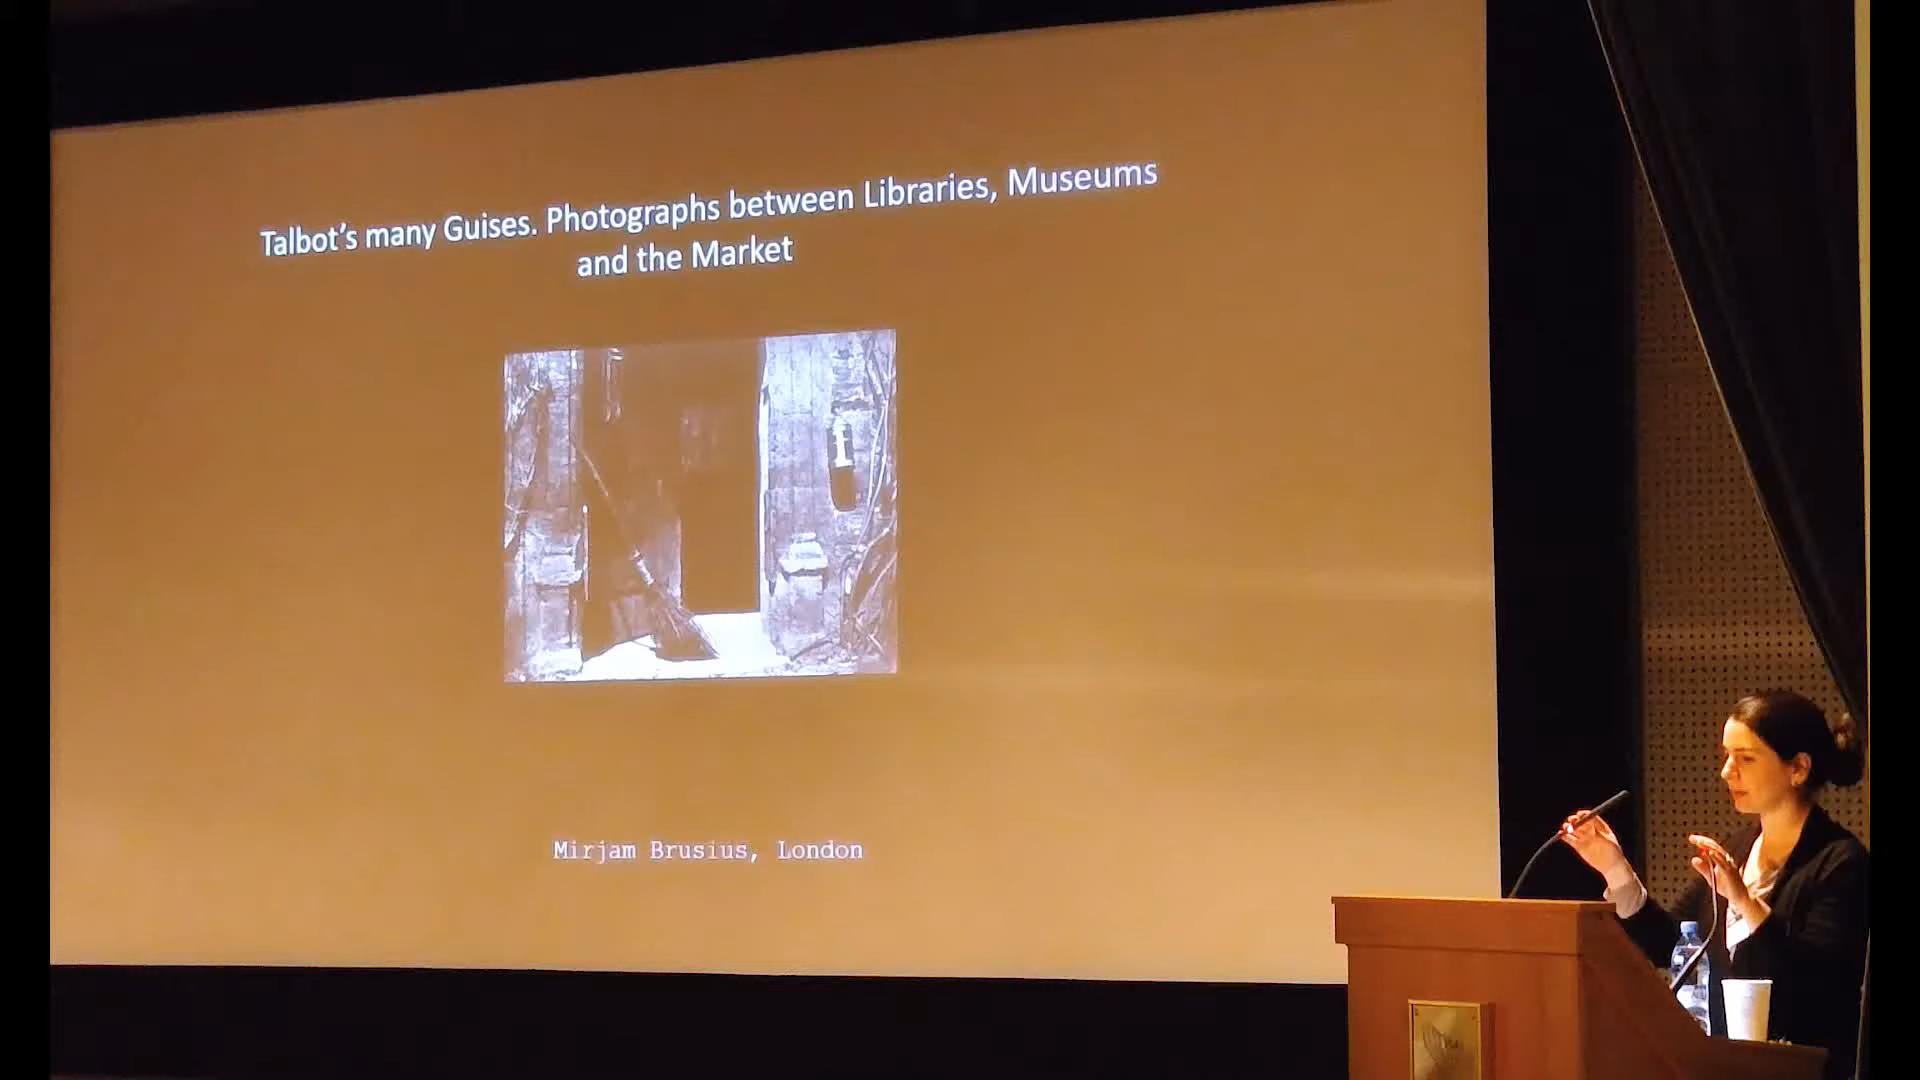 Talbot's many Guises. Photographs between Libraries, Museums
and the Market
Mirjam Brusius, London